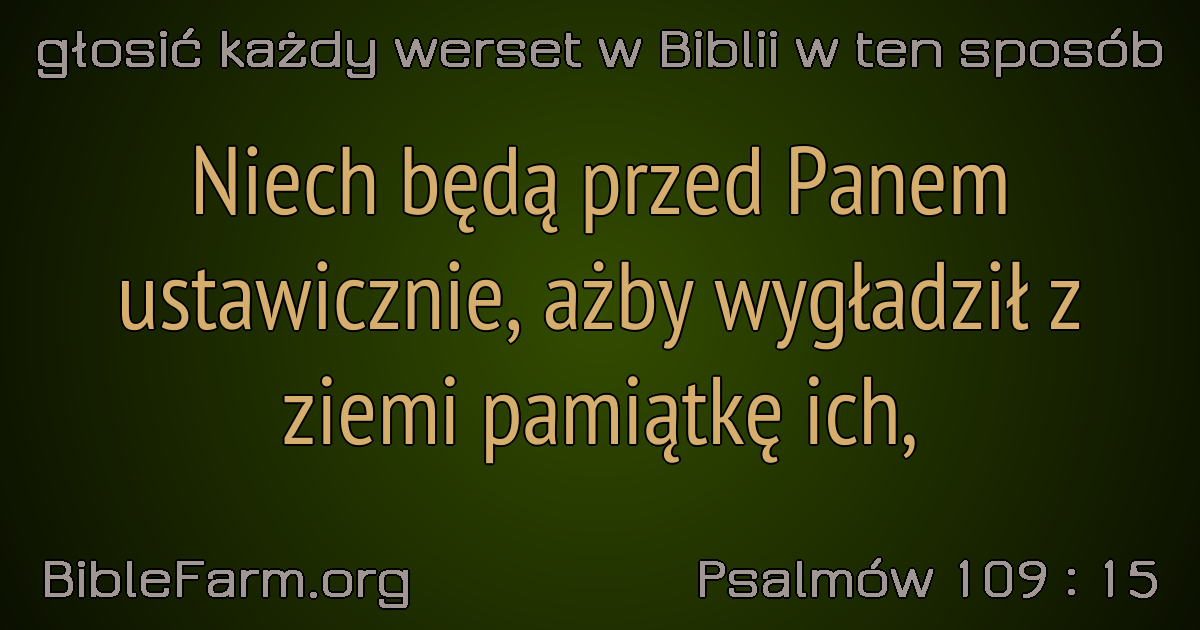 głosić każdy werset w Biblii w ten sposób
Niech będą przed Panem
ustawicznie, ażby wygładził z
ziemi pamiątkę ich,
BibleFarm.org
Psalmów 109 : 15